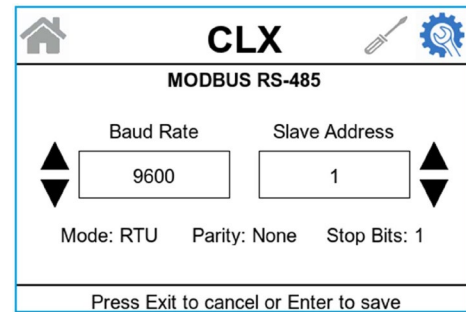 CLX
MODBUS RS-485
Baud Rate Slave Address
9600 1
Mode: RTU Parity: None Stop Bits: 1
Press Exit to cancel or Enter to save